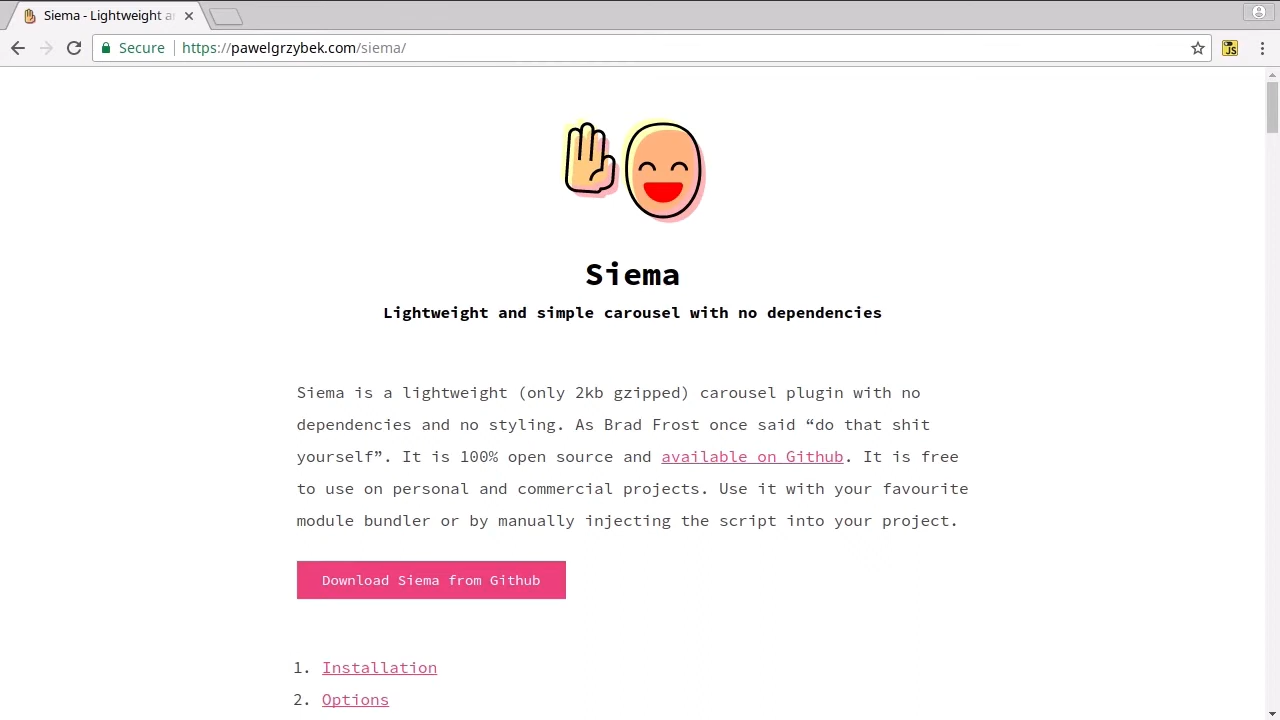 Siema - Lightweight a
Secure
https://pawelgrzybek.com/siema/
JS
Siema
Lightweight and simple carousel with no dependencies
Siema is a lightweight (only 2kb gzipped) carousel plugin with no
dependencies and no styling. As Brad Frost once said “do that shit
yourself”. It is 100% open source and available on Github. It is free
to use on personal and commercial projects. Use it with your favourite
module bundler or by manually injecting the script into your project.
Download Siema from Github
1. Installation
2. Options